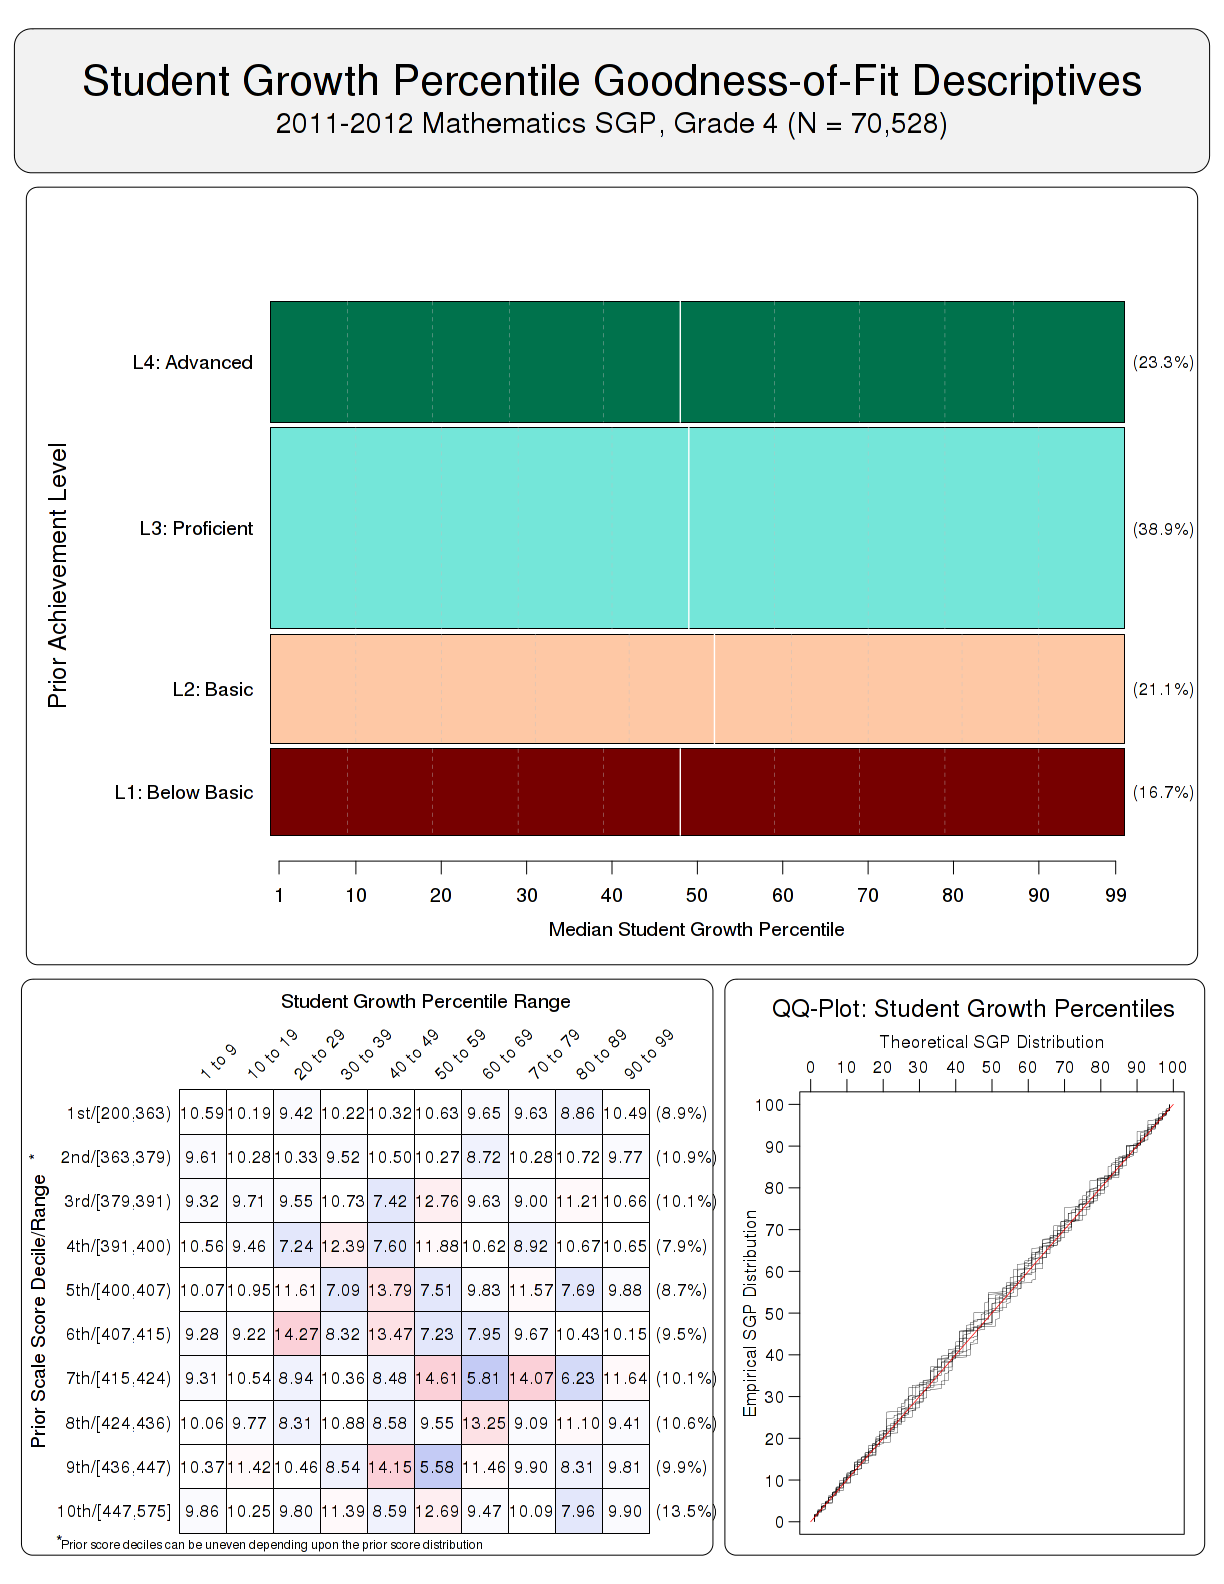 Student Growth Percentile Goodness-of-Fit Descriptives
2011-2012 Mathematics SGP, Grade 4 (N = 70,528)
Prior Achievement Level
L4: Advanced (23.3%)
L3: Proficient (38.9%)
L2: Basic (21.1%)
L1: Below Basic (16.7%)
1 10 20 30 40 50 60 70 80 90 99
Median Student Growth Percentile
Student Growth Percentile Range
1 to 9 10 to 19 20 to 29 30 to 39 40 to 49 50 to 59 60 to 69 70 to 79 80 to 89 90 to 99
Prior Scale Score Decile/Range *
1st/[200,363) 10.59 10.19 9.42 10.22 10.32 10.63 9.65 9.63 8.86 10.49 (8.9%)
2nd/[363,379) 9.61 10.28 10.33 9.52 10.50 10.27 8.72 10.28 10.72 9.77 (10.9%)
3rd/[379,391) 9.32 9.71 9.55 10.73 7.42 12.76 9.63 9.00 11.21 10.66 (10.1%)
4th/[391,400) 10.56 9.46 7.24 12.39 7.60 11.88 10.62 8.92 10.67 10.65 (7.9%)
5th/[400,407) 10.07 10.95 11.61 7.09 13.79 7.51 9.83 11.57 7.69 9.88 (8.7%)
6th/[407,415) 9.28 9.22 14.27 8.32 13.47 7.23 7.95 9.67 10.43 10.15 (9.5%)
7th/[415,424) 9.31 10.54 8.94 10.36 8.48 14.61 5.81 14.07 6.23 11.64 (10.1%)
8th/[424,436) 10.06 9.77 8.31 10.88 8.58 9.55 13.25 9.09 11.10 9.41 (10.6%)
9th/[436,447) 10.37 11.42 10.46 8.54 14.15 5.58 11.46 9.90 8.31 9.81 (9.9%)
10th/[447,575] 9.86 10.25 9.80 11.39 8.59 12.69 9.47 10.09 7.96 9.90 (13.5%)
*Prior score deciles can be uneven depending upon the prior score distribution
QQ-Plot: Student Growth Percentiles
Theoretical SGP Distribution
0 10 20 30 40 50 60 70 80 90 100
Empirical SGP Distribution
100
90
80
70
60
50
40
30
20
10
0